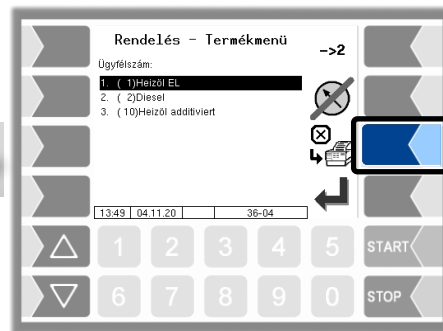 Rendelés - Termékmenü
->2
Ügyfélszám:
1. ( 1)Heizöl EL
2. ( 2)Diesel
3. ( 10)Heizöl additiviert
13:49 04.11.20 36-04
1 2 3 4 5 START
6 7 8 9 0 STOP